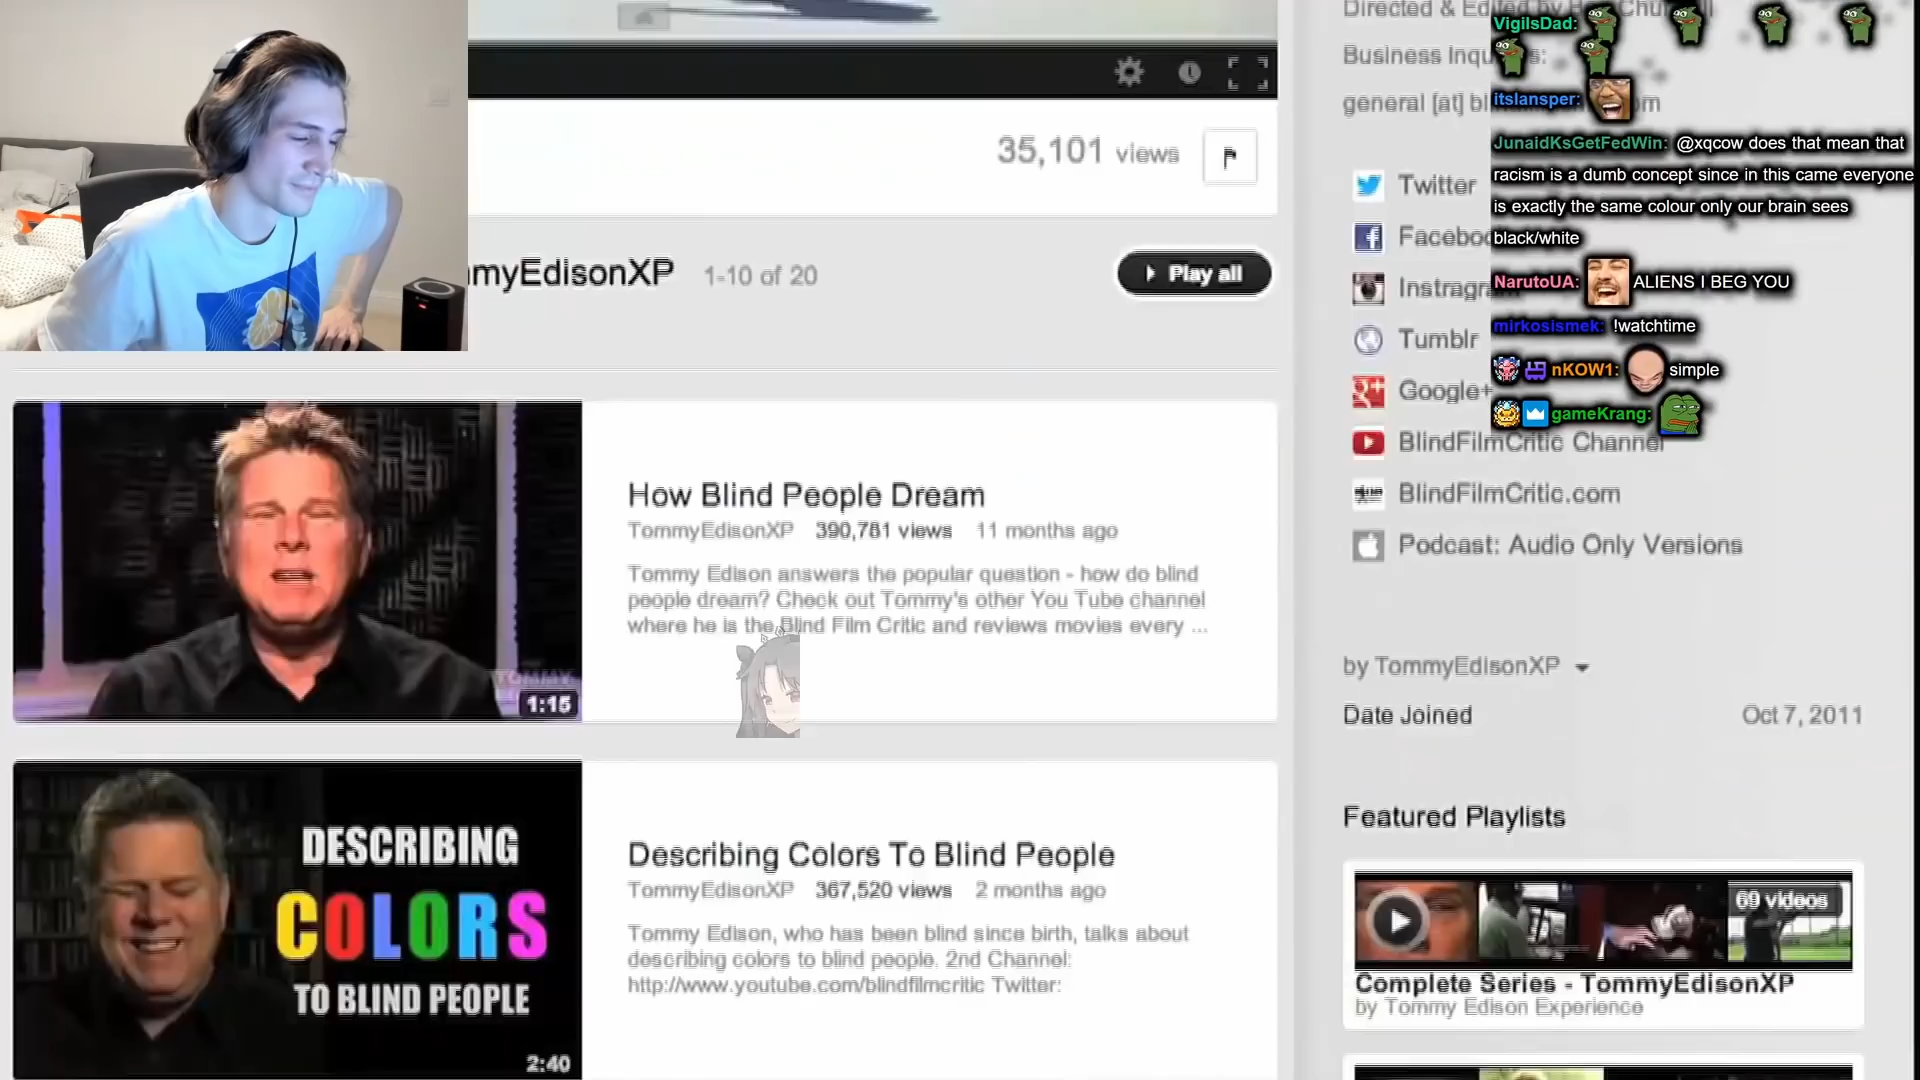 35,101 views
mmyEdisonXP 1-10 of 20
Play all
1:15
How Blind People Dream
TommyEdisonXP 390,781 views 11 months ago
Tommy Edison answers the popular question - how do blind
people dream? Check out Tommy's other You Tube channel
where he is the Blind Film Critic and reviews movies every ...
DESCRIBING
COLORS
TO BLIND PEOPLE
2:40
Describing Colors To Blind People
TommyEdisonXP 367,520 views 2 months ago
Tommy Edison, who has been blind since birth, talks about
describing colors to blind people. 2nd Channel:
http://www.youtube.com/blindfilmcritic Twitter:
Directed & Edited by
Business
general [at]
Twitter
Tumblr
Google+
BlindFilmCritic Channel
BlindFilmCritic.com
Podcast: Audio Only Versions
by TommyEdisonXP
Date Joined Oct 7, 2011
Featured Playlists
69 videos
Complete Series - TommyEdisonXP
by Tommy Edison Experience
VigilsDad:
itslansper:
JunaidKsGetFedWin: @xqcow does that mean that
racism is a dumb concept since in this came everyone
is exactly the same colour only our brain sees
black/white
NarutoUA: ALIENS I BEG YOU
mirkosismek: !watchtime
nKOW1: simple
gameKrang: